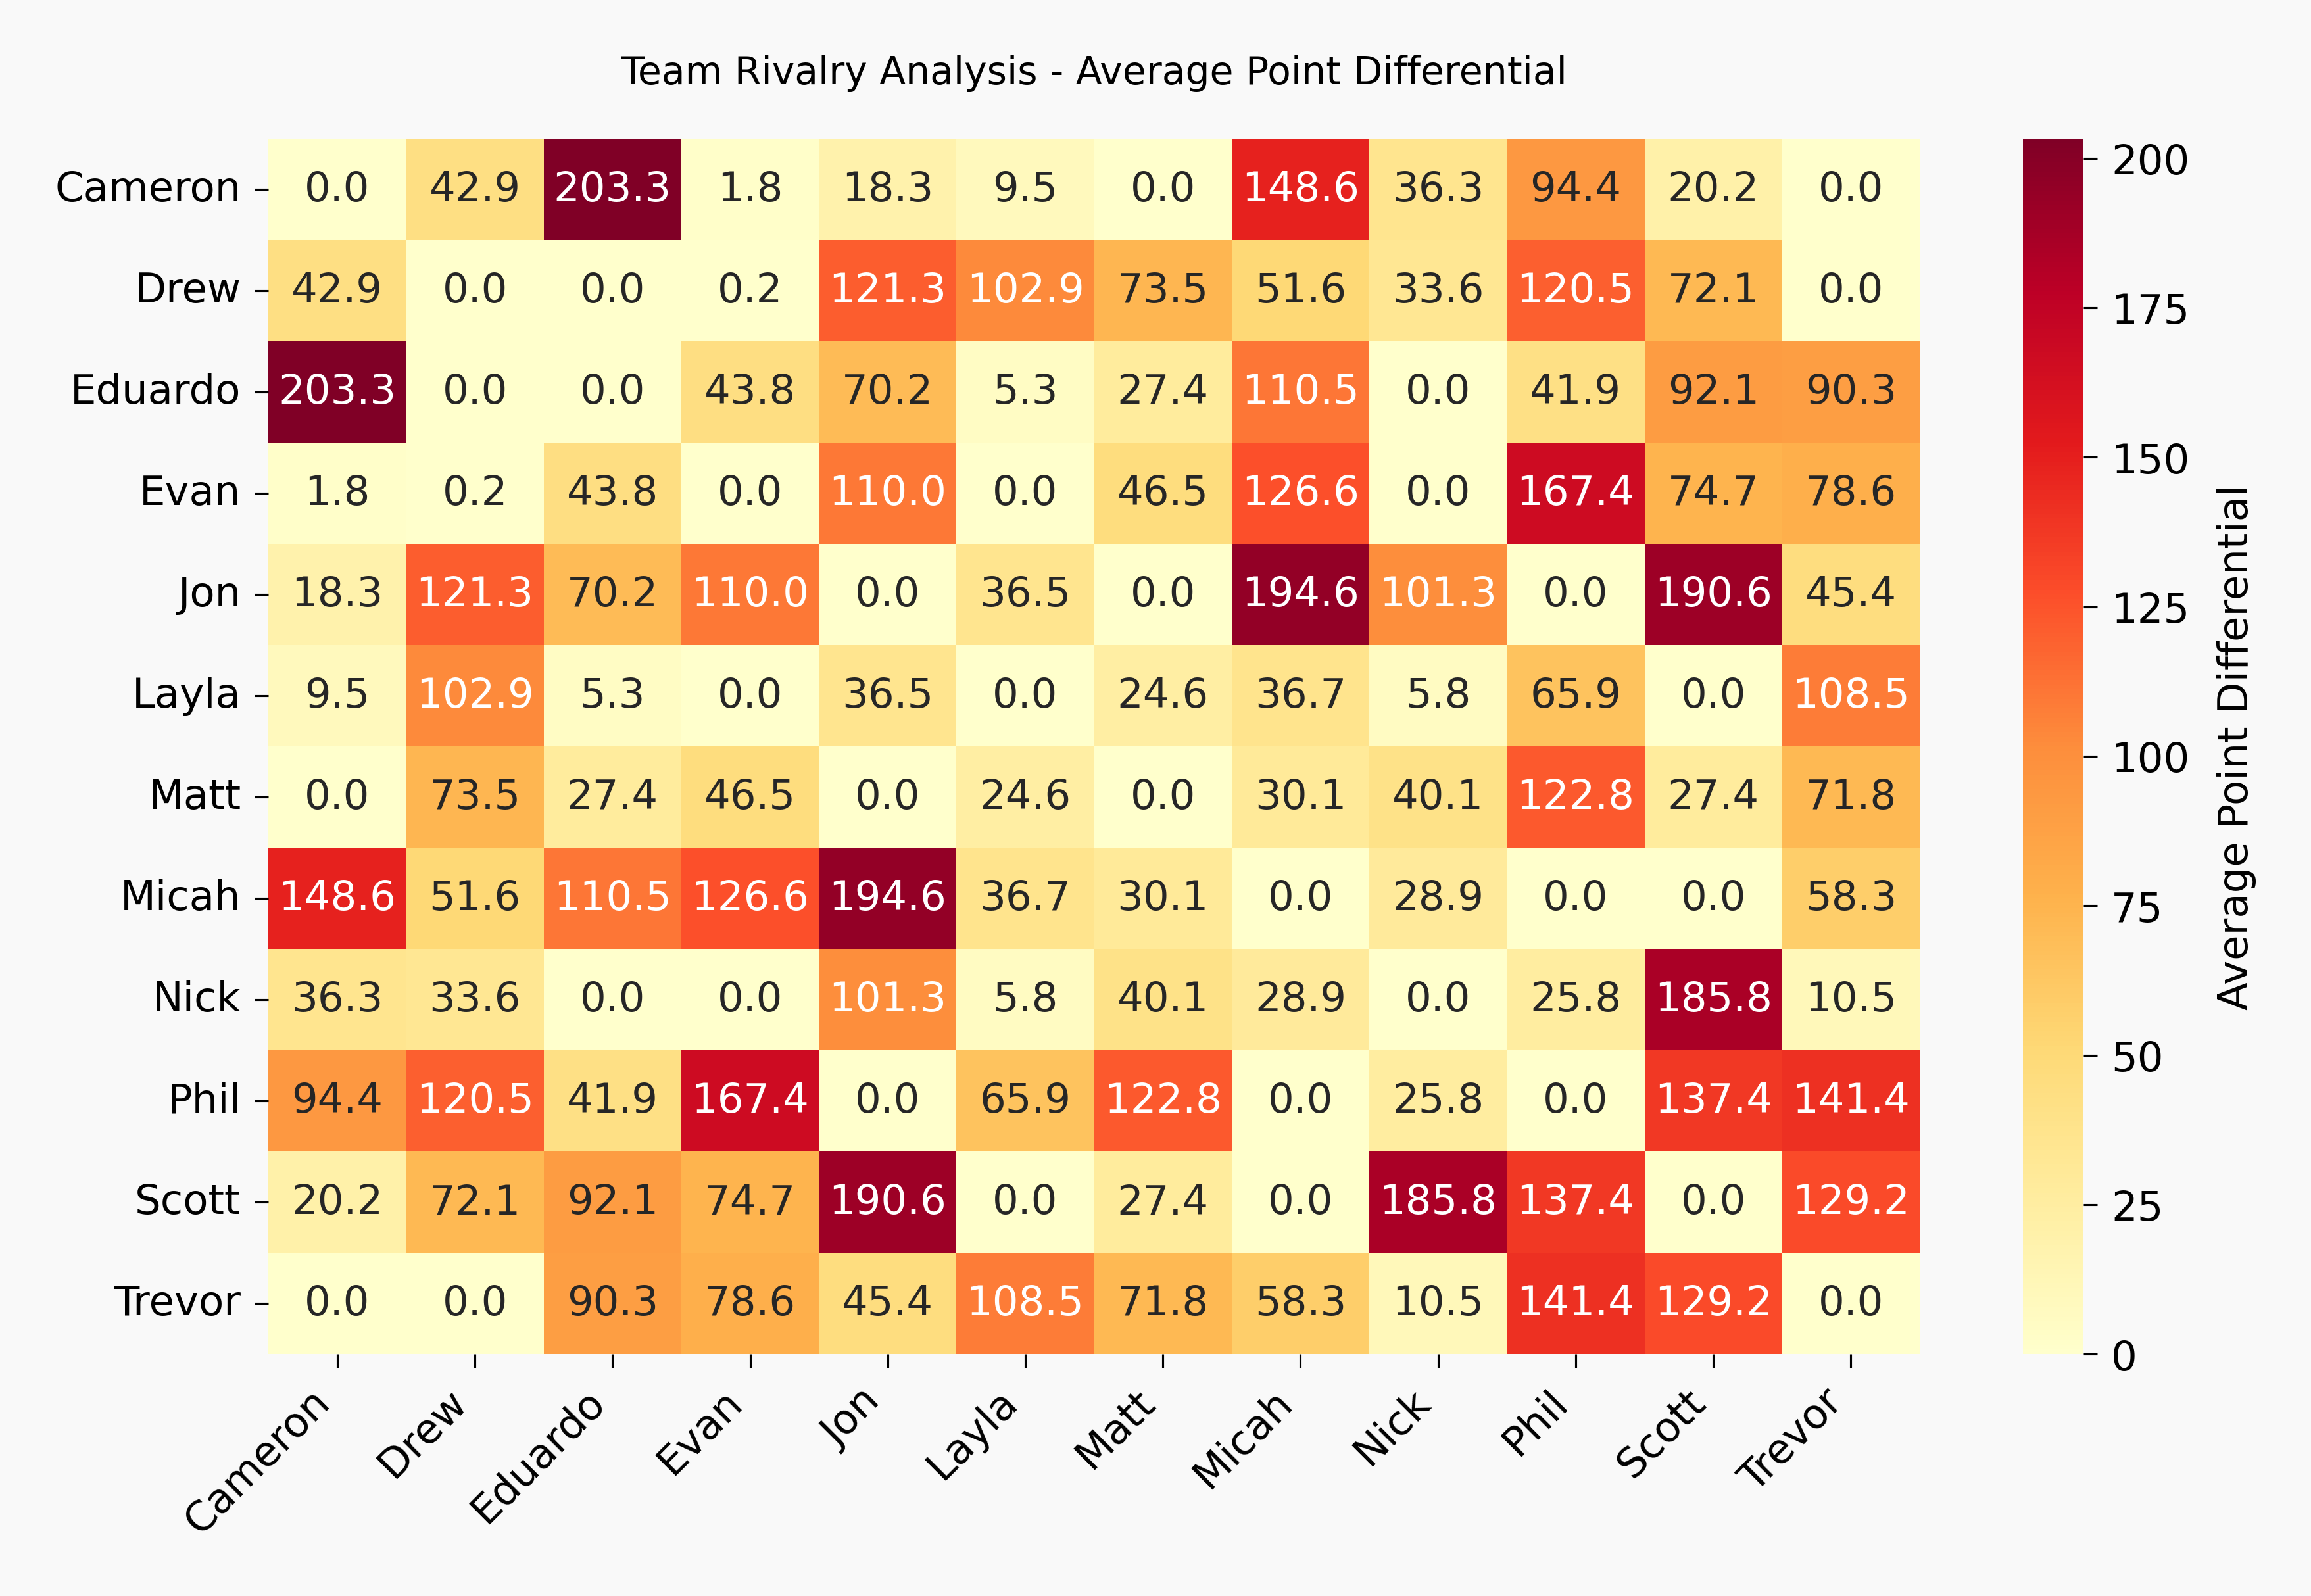 Team Rivalry Analysis - Average Point Differential
Cameron 0.0 42.9 203.3 1.8 18.3 9.5 0.0 148.6 36.3 94.4 20.2 0.0
Drew 42.9 0.0 0.0 0.2 121.3 102.9 73.5 51.6 33.6 120.5 72.1 0.0
Eduardo 203.3 0.0 0.0 43.8 70.2 5.3 27.4 110.5 0.0 41.9 92.1 90.3
Evan 1.8 0.2 43.8 0.0 110.0 0.0 46.5 126.6 0.0 167.4 74.7 78.6
Jon 18.3 121.3 70.2 110.0 0.0 36.5 0.0 194.6 101.3 0.0 190.6 45.4
Layla 9.5 102.9 5.3 0.0 36.5 0.0 24.6 36.7 5.8 65.9 0.0 108.5
Matt 0.0 73.5 27.4 46.5 0.0 24.6 0.0 30.1 40.1 122.8 27.4 71.8
Micah 148.6 51.6 110.5 126.6 194.6 36.7 30.1 0.0 28.9 0.0 0.0 58.3
Nick 36.3 33.6 0.0 0.0 101.3 5.8 40.1 28.9 0.0 25.8 185.8 10.5
Phil 94.4 120.5 41.9 167.4 0.0 65.9 122.8 0.0 25.8 0.0 137.4 141.4
Scott 20.2 72.1 92.1 74.7 190.6 0.0 27.4 0.0 185.8 137.4 0.0 129.2
Trevor 0.0 0.0 90.3 78.6 45.4 108.5 71.8 58.3 10.5 141.4 129.2 0.0
Cameron Drew Eduardo Evan Jon Layla Matt Micah Nick Phil Scott Trevor
200
175
150
125
100
75
50
25
0
Average Point Differential